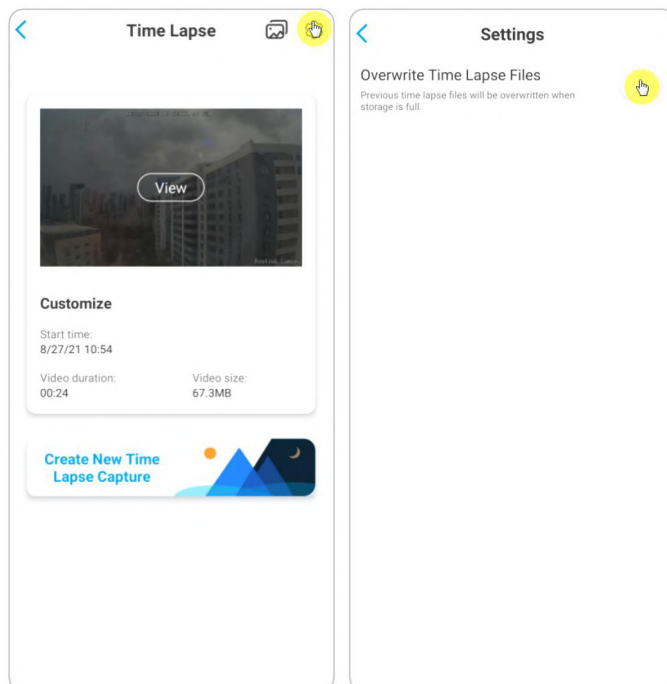 Time Lapse
View
Customize
Start time:
8/27/21 10:54
Video duration:
00:24
Video size:
67.3MB
Create New Time
Lapse Capture
Settings
Overwrite Time Lapse Files
Previous time lapse files will be overwritten when
storage is full.